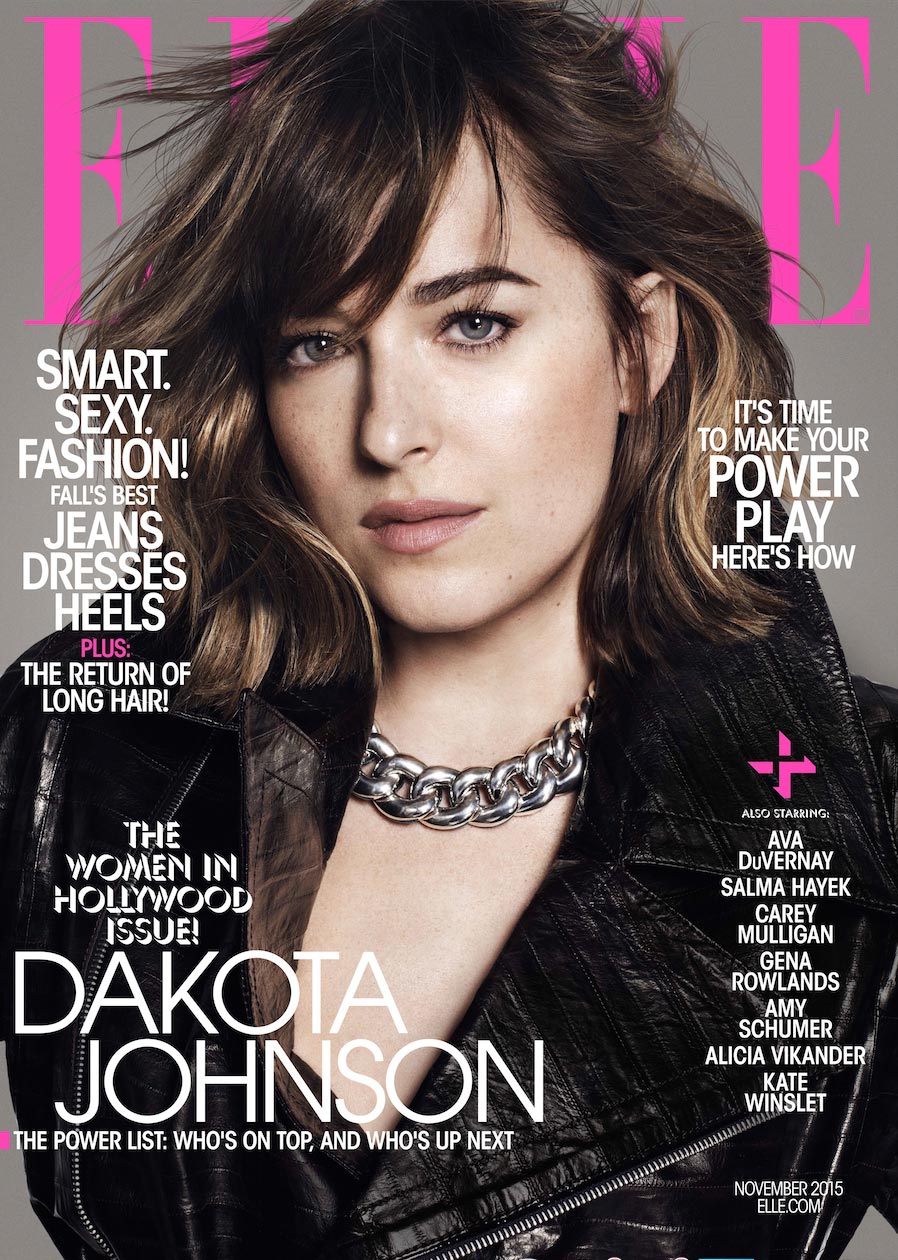 ELLE
SMART.
SEXY.
FASHION!
FALL'S BEST
JEANS
DRESSES
HEELS
PLUS:
THE RETURN OF
LONG HAIR!
IT'S TIME
TO MAKE YOUR
POWER
PLAY
HERE'S HOW
THE
WOMEN IN
HOLLYWOOD
ISSUE!
DAKOTA
JOHNSON
THE POWER LIST: WHO'S ON TOP, AND WHO'S UP NEXT
ALSO STARRING:
AVA
DuVERNAY
SALMA HAYEK
CAREY
MULLIGAN
GENA
ROWLANDS
AMY
SCHUMER
ALICIA VIKANDER
KATE
WINSLET
NOVEMBER 2015
ELLE.COM